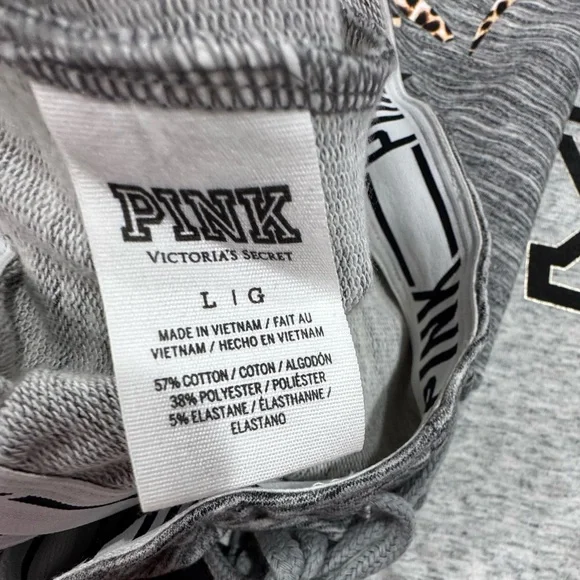 PINK
VICTORIA'S SECRET
L | G
MADE IN VIETNAM / FAIT AU
VIETNAM / HECHO EN VIETNAM
57% COTTON / COTON / ALGODÓN
38% POLYESTER / POLIÉSTER
5% ELASTANE / ÉLASTHANNE /
ELASTANO
PINK